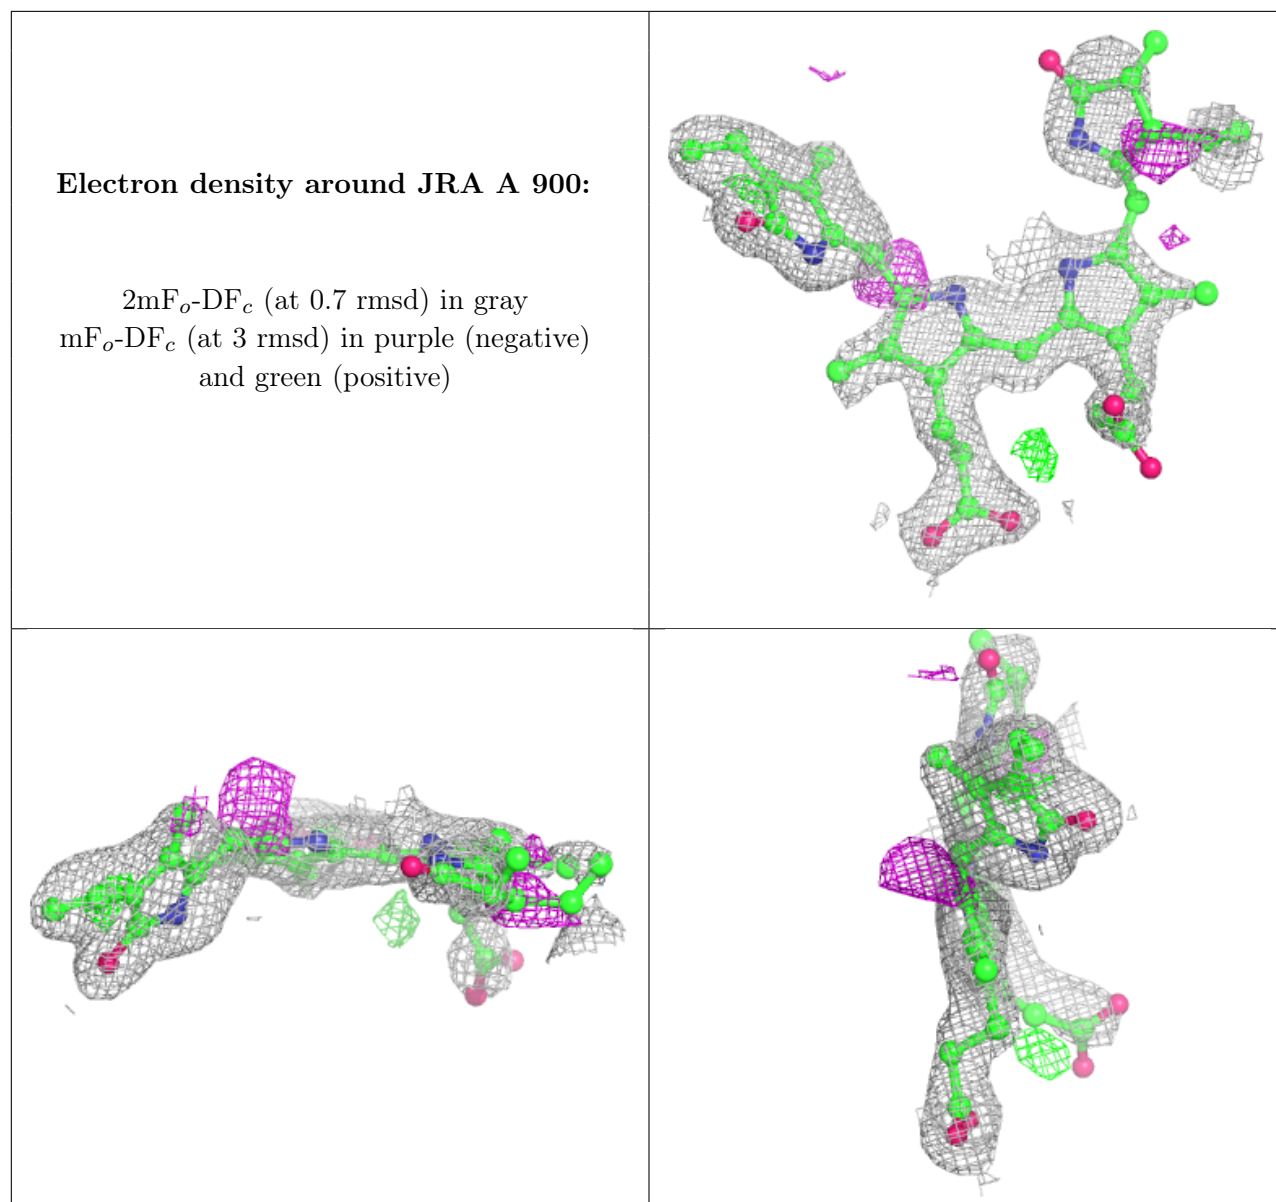 Electron density around JRA A 900:
2mFo-DFc (at 0.7 rmsd) in gray
mFo-DFc (at 3 rmsd) in purple (negative)
and green (positive)